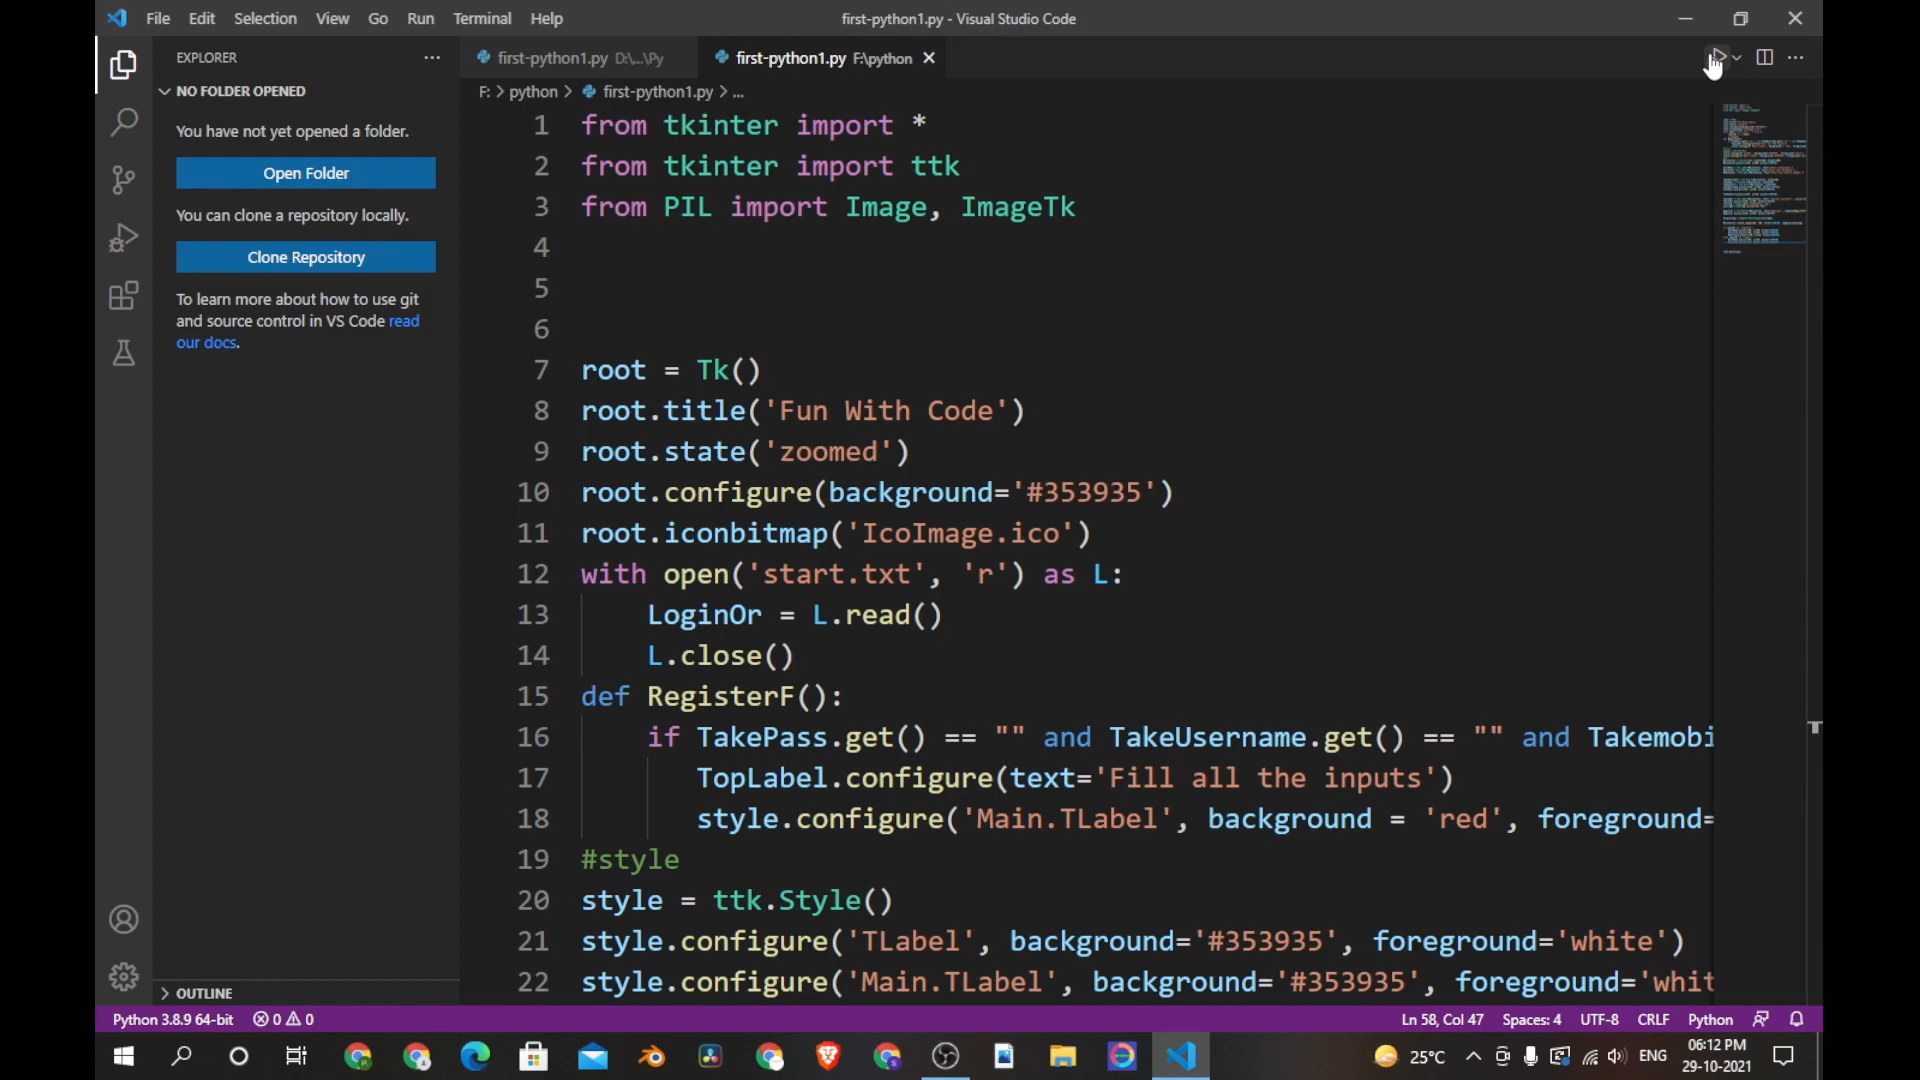 File Edit Selection View Go Run Terminal Help
first-python1.py - Visual Studio Code
EXPLORER
NO FOLDER OPENED
You have not yet opened a folder.
Open Folder
You can clone a repository locally.
Clone Repository
To learn more about how to use git
and source control in VS Code read
our docs.
OUTLINE
first-python1.py D:\...\Py
first-python1.py F:\python
F: > python > first-python1.py > ...
1 from tkinter import *
2 from tkinter import ttk
3 from PIL import Image, ImageTk
4
5
6
7 root = Tk()
8 root.title('Fun With Code')
9 root.state('zoomed')
10 root.configure(background='#353935')
11 root.iconbitmap('IcoImage.ico')
12 with open('start.txt', 'r') as L:
13 LoginOr = L.read()
14 L.close()
15 def RegisterF():
16 if TakePass.get() == "" and TakeUsername.get() == "" and Takemobi
17 TopLabel.configure(text='Fill all the inputs')
18 style.configure('Main.TLabel', background = 'red', foreground=
19 #style
20 style = ttk.Style()
21 style.configure('TLabel', background='#353935', foreground='white')
22 style.configure('Main.TLabel', background='#353935', foreground='whit
Python 3.8.9 64-bit 0 0
Ln 58, Col 47 Spaces: 4 UTF-8 CRLF Python
25°C ENG
06:12 PM
29-10-2021